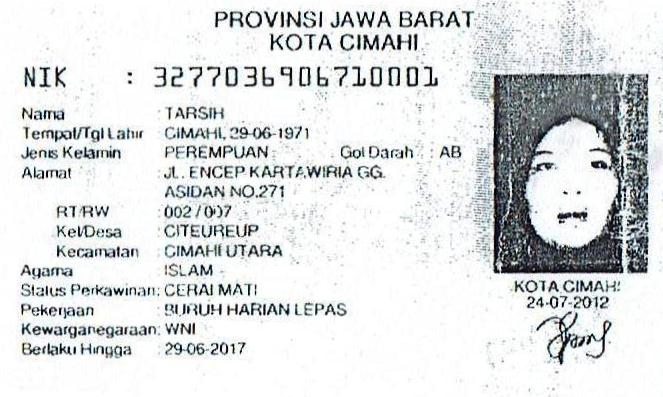 PROVINSI JAWA BARAT
KOTA CIMAHI
NIK : 3277036906710001
Nama : TARSIH
Tempat/Tgl Lahir : CIMAHI, 29-06-1971
Jenis Kelamin : PEREMPUAN Gol Darah : AB
Alamat : JL. ENCEP KARTAWIRIA GG.
ASIDAN NO.271
RT/RW : 002 / 007
Kel/Desa : CITEUREUP
Kecamatan : CIMAHI UTARA
Agama : ISLAM
Status Perkawinan: CERAI MATI
Pekerjaan : BURUH HARIAN LEPAS
Kewarganegaraan: WNI
Berlaku Hingga : 29-06-2017
KOTA CIMAHI
24-07-2012